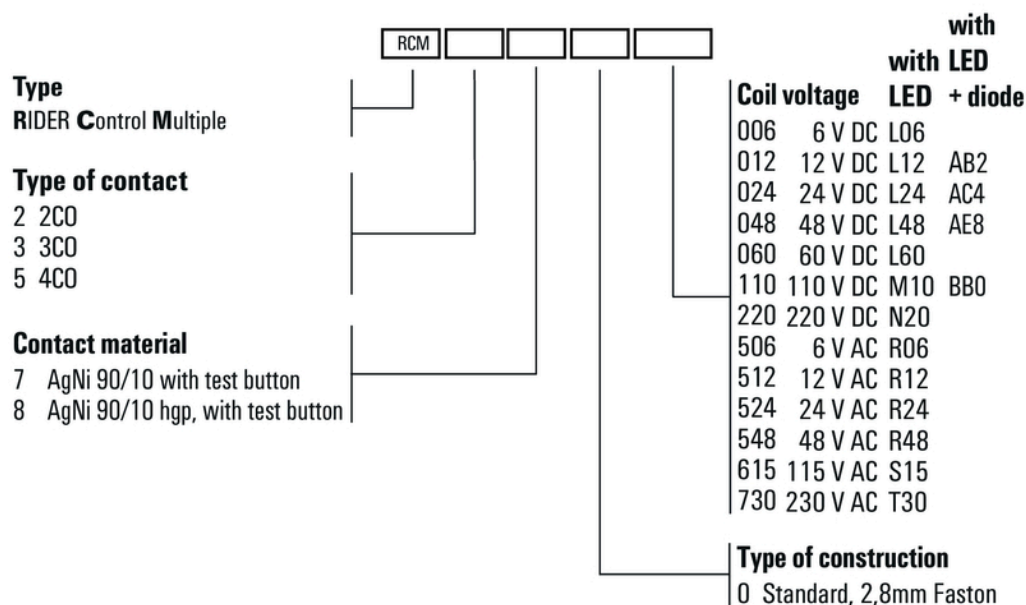 RCM
Type
RIDER Control Multiple
Type of contact
2 2CO
3 3CO
5 4CO
Contact material
7 AgNi 90/10 with test button
8 AgNi 90/10 hgp, with test button
with
with LED
Coil voltage LED + diode
006 6 V DC L06
012 12 V DC L12 AB2
024 24 V DC L24 AC4
048 48 V DC L48 AE8
060 60 V DC L60
110 110 V DC M10 BB0
220 220 V DC N20
506 6 V AC R06
512 12 V AC R12
524 24 V AC R24
548 48 V AC R48
615 115 V AC S15
730 230 V AC T30
Type of construction
0 Standard, 2,8mm Faston